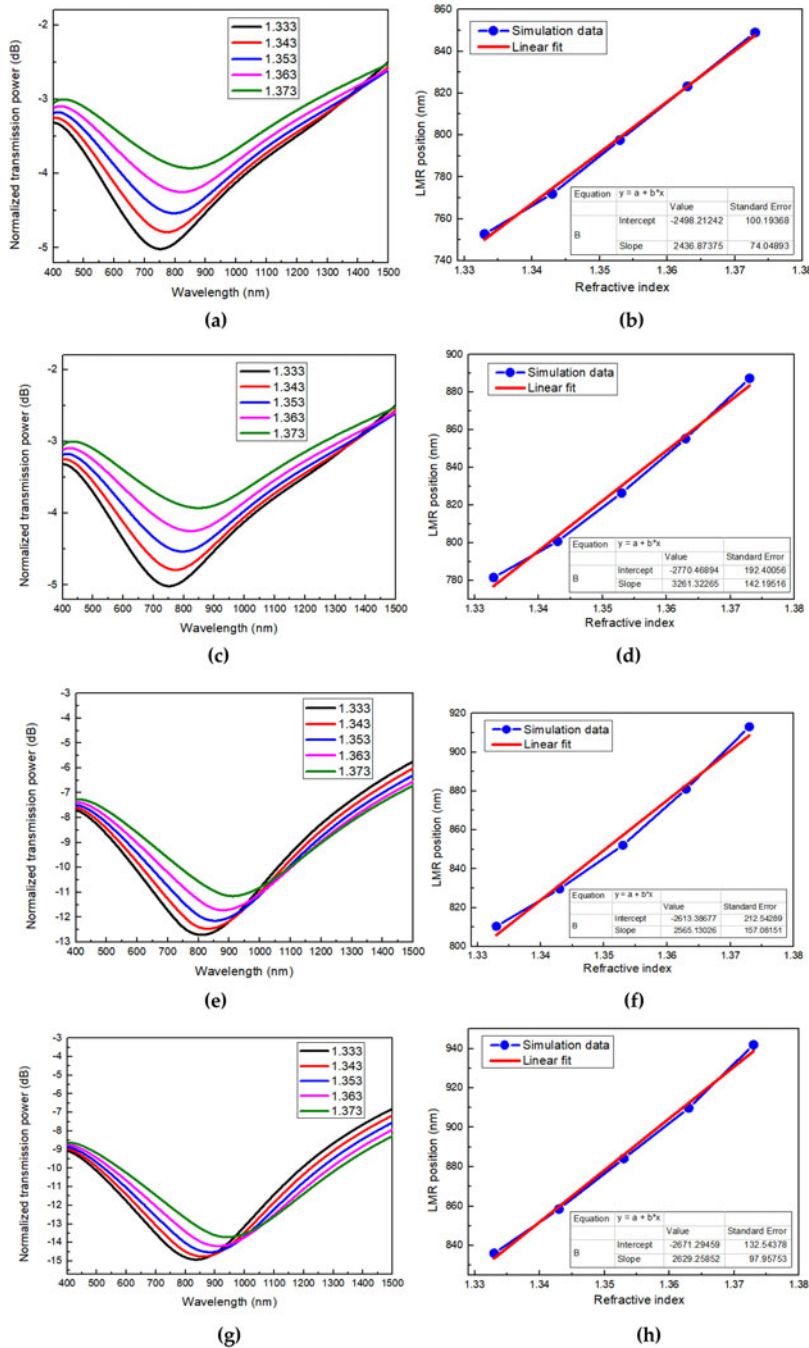 1.333
1.343
1.353
1.363
1.373
Normalized transmission power (dB)
-2
-3
-4
-5
400 500 600 700 800 900 1000 1100 1200 1300 1400 1500
Wavelength (nm)
(a)
Simulation data
Linear fit
LMR position (nm)
860
840
820
800
780
760
740
Equation y = a + b*x
Value Standard Error
B
Intercept -2498.21242 100.19368
Slope 2436.87375 74.04893
1.33 1.34 1.35 1.36 1.37 1.38
Refractive index
(b)
1.333
1.343
1.353
1.363
1.373
Normalized transmission power (dB)
-2
-3
-4
-5
400 500 600 700 800 900 1000 1100 1200 1300 1400 1500
Wavelength (nm)
(c)
Simulation data
Linear fit
LMR position (nm)
900
880
860
840
820
800
780
760
Equation y = a + b*x
Value Standard Error
B
Intercept -2770.46894 192.40056
Slope 3261.32265 142.19516
1.33 1.34 1.35 1.36 1.37 1.38
Refractive index
(d)
1.333
1.343
1.353
1.363
1.373
Normalized transmission power (dB)
-3
-4
-5
-6
-7
-8
-9
-10
-11
-12
-13
400 500 600 700 800 900 1000 1100 1200 1300 1400 1500
Wavelength (nm)
(e)
Simulation data
Linear fit
LMR position (nm)
920
900
880
860
840
820
800
Equation y = a + b*x
Value Standard Error
B
Intercept -2613.38677 212.54289
Slope 2565.13026 157.08151
1.33 1.34 1.35 1.36 1.37 1.38
Refractive index
(f)
1.333
1.343
1.353
1.363
1.373
Normalized transmission power (dB)
-3
-4
-5
-6
-7
-8
-9
-10
-11
-12
-13
-14
-15
400 500 600 700 800 900 1000 1100 1200 1300 1400 1500
Wavelength (nm)
(g)
Simulation data
Linear fit
LMR position (nm)
940
920
900
880
860
840
Equation y = a + b*x
Value Standard Error
B
Intercept -2671.29459 132.54378
Slope 2629.25852 97.95753
1.33 1.34 1.35 1.36 1.37 1.38
Refractive index
(h)